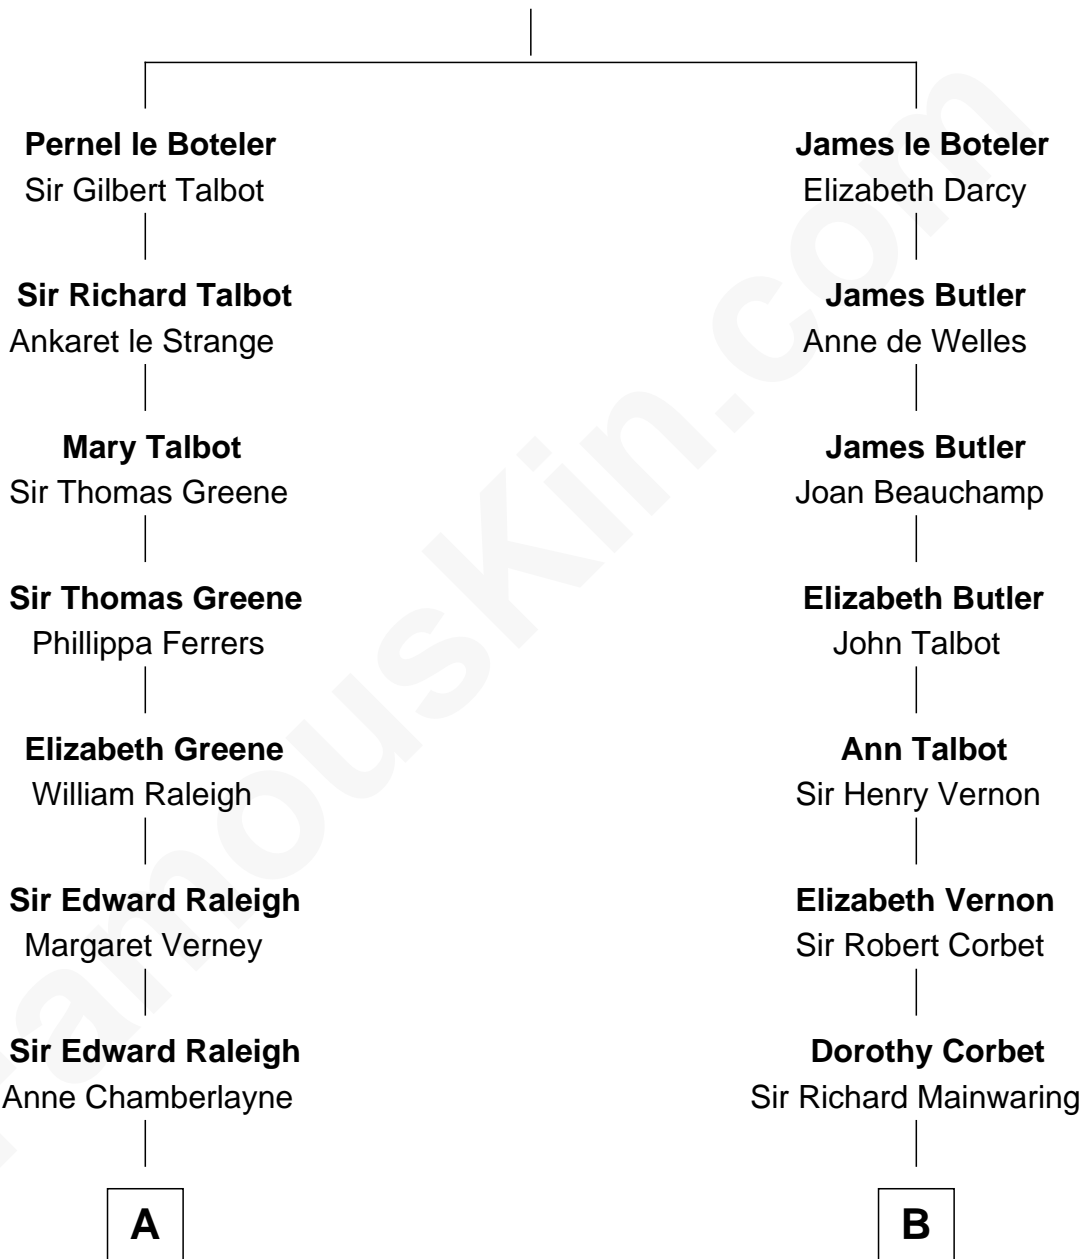 Pernel le Boteler
Sir Gilbert Talbot
Sir Richard Talbot
Ankaret le Strange
Mary Talbot
Sir Thomas Greene
Sir Thomas Greene
Phillippa Ferrers
Elizabeth Greene
William Raleigh
Sir Edward Raleigh
Margaret Verney
Sir Edward Raleigh
Anne Chamberlayne
A
James le Boteler
Elizabeth Darcy
James Butler
Anne de Welles
James Butler
Joan Beauchamp
Elizabeth Butler
John Talbot
Ann Talbot
Sir Henry Vernon
Elizabeth Vernon
Sir Robert Corbet
Dorothy Corbet
Sir Richard Mainwaring
B
FamousKin.com